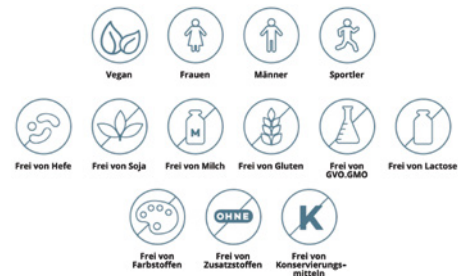 Vegan
Frauen
Männer
Sportler
M
Frei von Hefe
Frei von Soja
Frei von Milch
Frei von Gluten
Frei von
GVO.GMO
Frei von Lactose
OHNE
K
Frei von
Farbstoffen
Frei von
Zusatzstoffen
Frei von
Konservierungs-
mitteln